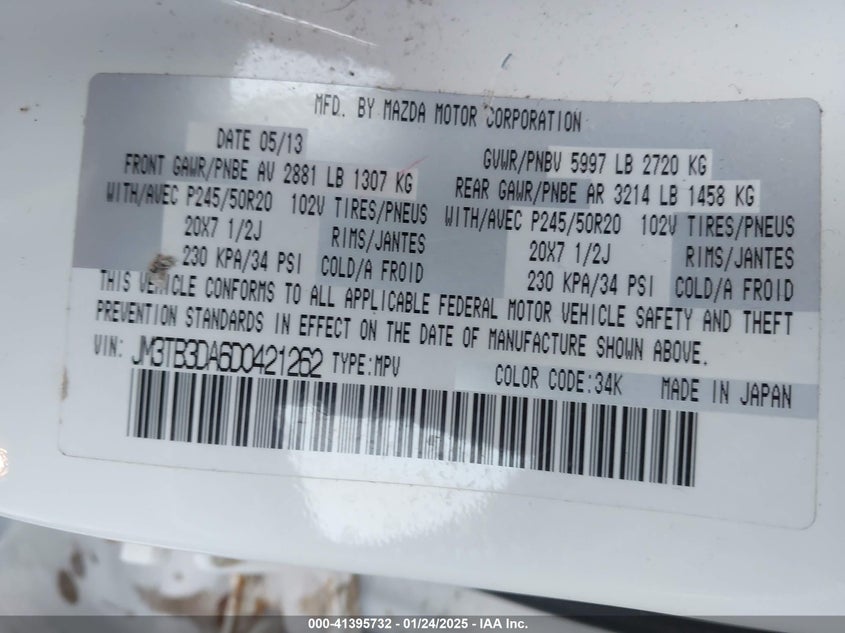 MFD. BY MAZDA MOTOR CORPORATION
DATE 05/13 GVWR/PNBV 5997 LB 2720 KG
FRONT GAWR/PNBE AV 2881 LB 1307 KG REAR GAWR/PNBE AR 3214 LB 1458 KG
WITH/AVEC P245/50R20 102V TIRES/PNEUS WITH/AVEC P245/50R20 102V TIRES/PNEUS
20X7 1/2J RIMS/JANTES 20X7 1/2J RIMS/JANTES
230 KPA/34 PSI COLD/A FROID 230 KPA/34 PSI COLD/A FROID
THIS VEHICLE CONFORMS TO ALL APPLICABLE FEDERAL MOTOR VEHICLE SAFETY AND THEFT
PREVENTION STANDARDS IN EFFECT ON THE DATE OF MANUFACTURE SHOWN ABOVE.
VIN: JM3TB3DA6D0421262 TYPE:MPV COLOR CODE:34K MADE IN JAPAN
000-41395732 - 01/24/2025 - IAA Inc.